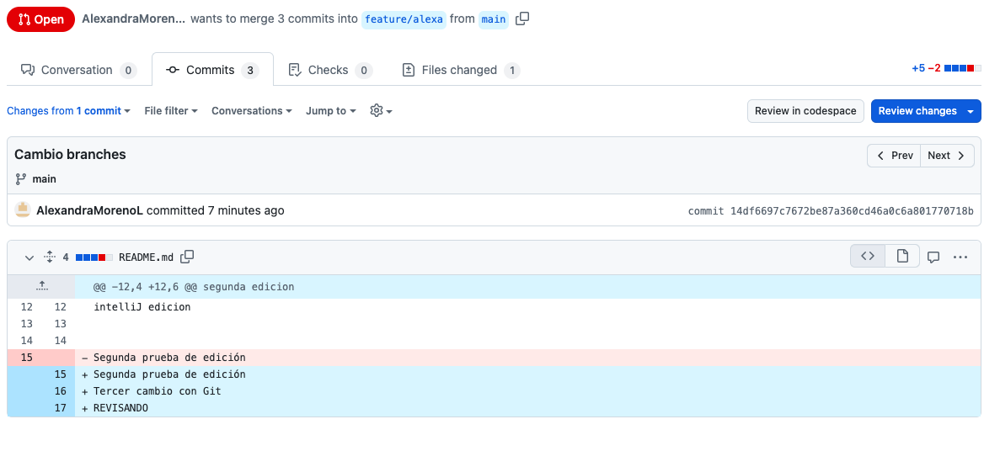 Open AlexandraMoren... wants to merge 3 commits into feature/alexa from main
Conversation 0 Commits 3 Checks 0 Files changed 1 +5 −2
Changes from 1 commit File filter Conversations Jump to Review in codespace Review changes
Cambio branches Prev Next
main
AlexandraMorenoL committed 7 minutes ago commit 14df6697c7672be87a360cd46a0c6a801770718b
4 README.md
@@ -12,4 +12,6 @@ segunda edicion
12 12 intelliJ edicion
13 13
14 14
15 - Segunda prueba de edición
15 + Segunda prueba de edición
16 + Tercer cambio con Git
17 + REVISANDO